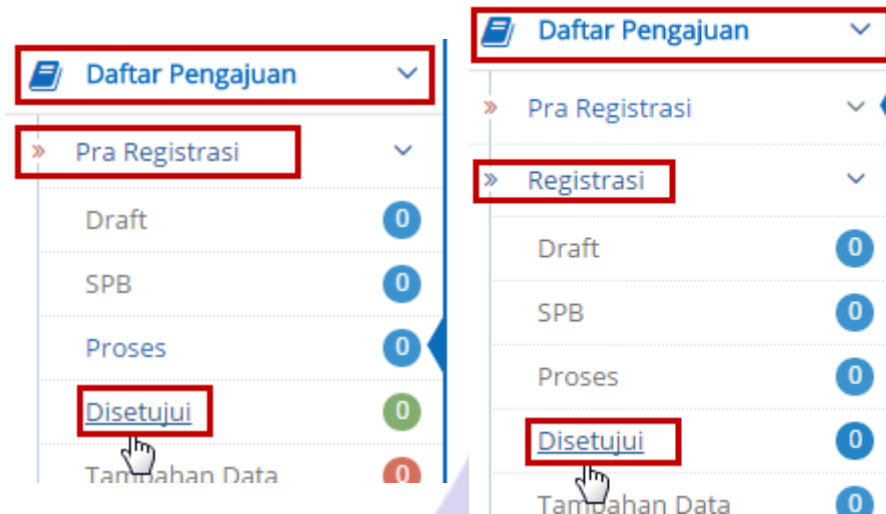 Daftar Pengajuan
» Pra Registrasi
Draft 0
SPB 0
Proses 0
Disetujui 0
Tambahan Data 0
Daftar Pengajuan
» Pra Registrasi
» Registrasi
Draft 0
SPB 0
Proses 0
Disetujui 0
Tambahan Data 0